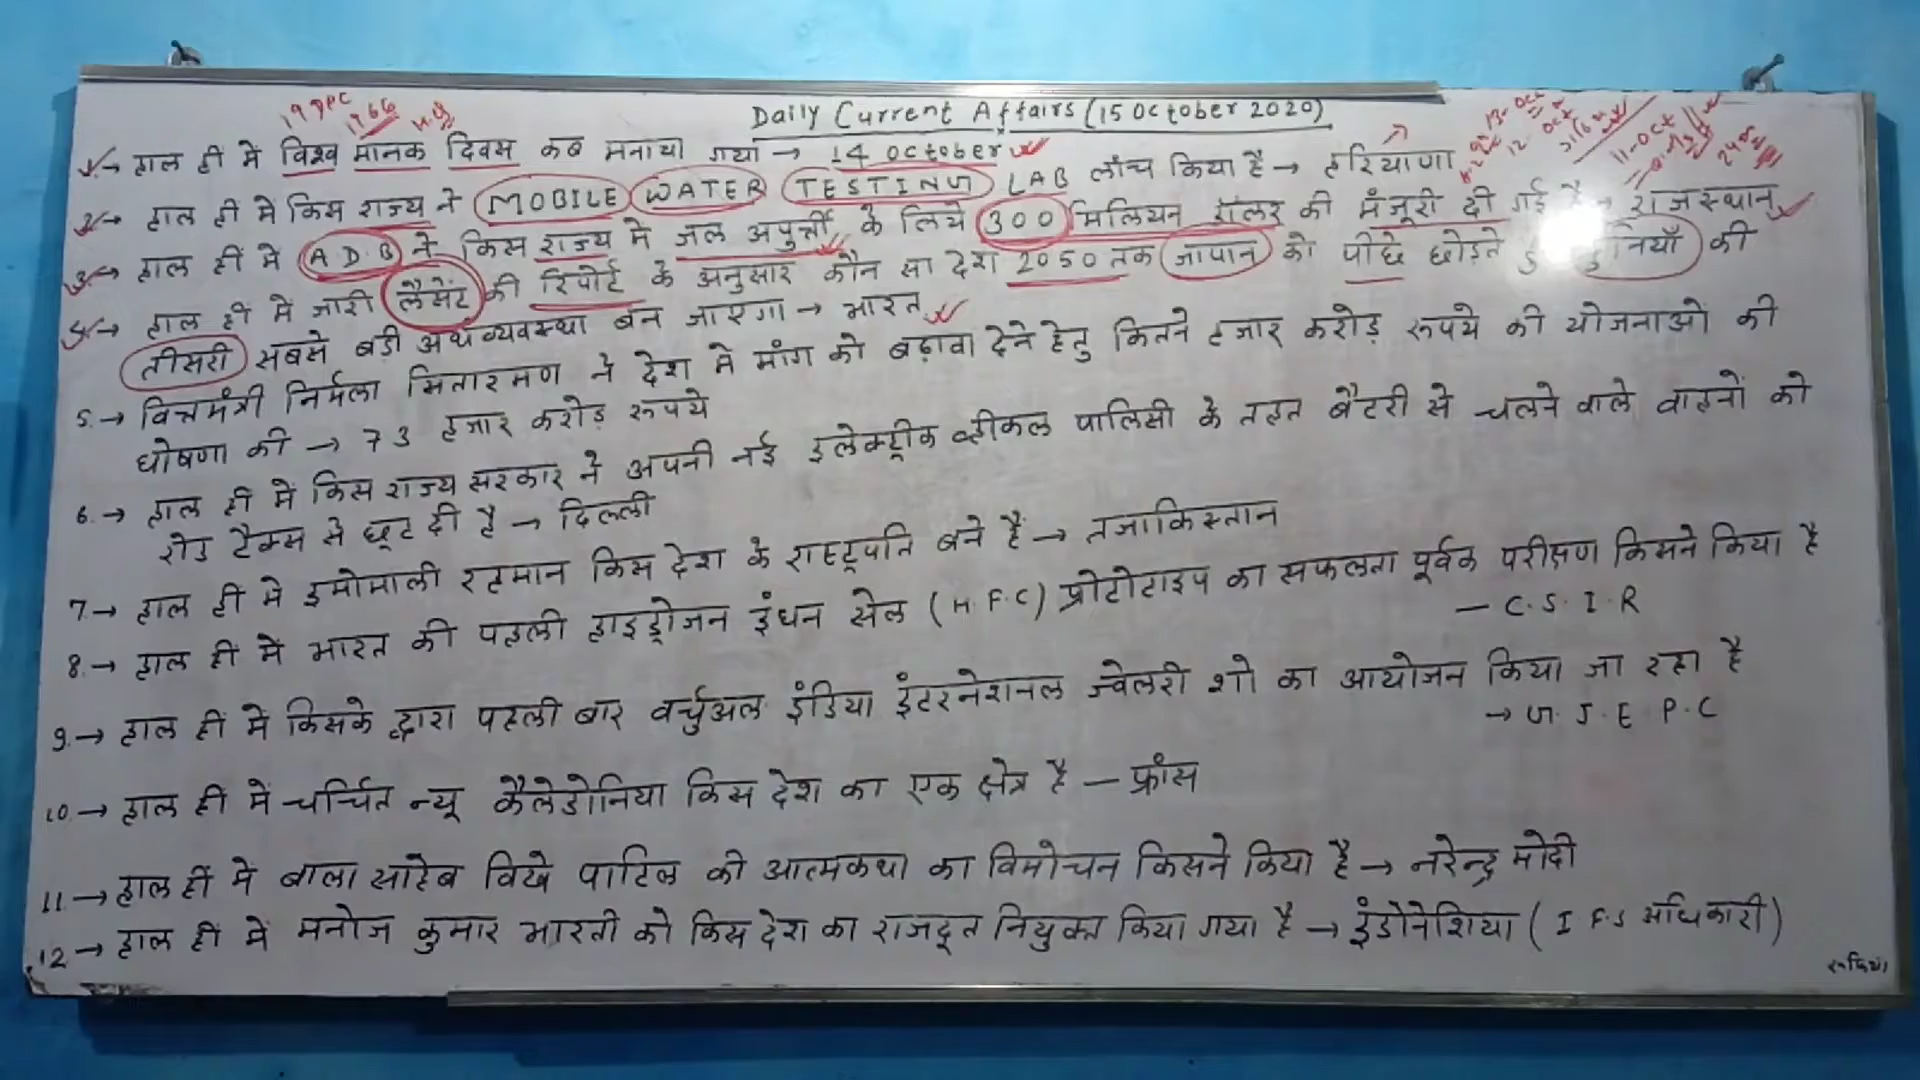 Daily Current Affairs (15 October 2020)
19 Dec 1966
1. → हाल ही मे विश्व मानक दिवस कब मनाया गया → 14 October
2. → हाल ही मे किस राज्य ने MOBILE WATER TESTING LAB लॉच किया है → हरियाणा
3. → हाल हीं में A.D.B ने किस राज्य मे जल अपुर्त्ती के लिये 300 मिलियन डॉलर की मंजूरी दी गई है → राजस्थान
4. → हाल ही मे जारी लैसेंट की रिपोर्ट के अनुसार कौन सा देश 2050 तक जापान को पीछे छोड़ते की
तीसरी सबसे बड़ी अर्थव्यवस्था बन जाएगा → भारत
5. → वित्तमंत्री निर्मला सितारमण ने देश मे मांग को बढ़ावा देने हेतु कितने हजार करोड़ रूपये की योजनाओं की
घोषणा की → 73 हजार करोड़ रूपये
6. → हाल ही में किस राज्य सरकार ने अपनी नई इलेक्ट्रीक व्हीकल पालिसी के तहत बैटरी से चलने वाले वाहनों को
रोड टैक्स से छूट दी है → दिल्ली
7. → हाल ही मे इमोमाली रहमान किस देश के राष्ट्रपति बने हैं → तजाकिस्तान
8. → हाल ही में भारत की पहली हाइड्रोजन इंधन सेल (H.F.C) प्रोटोटाइप का सफलता पूर्वक परीक्षण किसने किया है
– C.S.I.R
9. → हाल हीं में किसके द्वारा पहली बार वर्चुअल इंडिया इंटरनेशनल ज्वेलरी शो का आयोजन किया जा रहा है
→ G.J.E.P.C
10. → हाल ही में चर्चित न्यू कैलेडोनिया किस देश का एक क्षेत्र है – फ्रांस
11. → हाल हीं में बाला साहेब विखे पाटिल की आत्मकथा का विमोचन किसने किया है → नरेन्द्र मोदी
12 → हाल ही में मनोज कुमार भारती को किस देश का राजदूत नियुक्त किया गया है → इंडोनेशिया (I F.S अधिकारी)